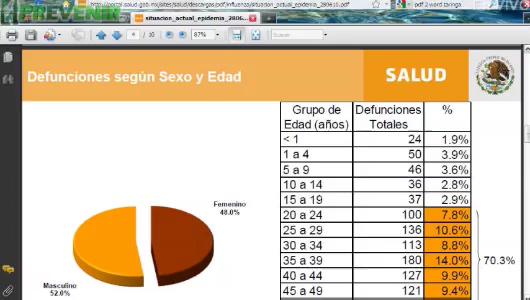 PREVENIR
http://portal.salud.gob.mx/sites/salud/descargas/pdf/influenza/situacion_actual_epidemia_280610.pdf
pdf 2 word taringa
situacion_actual_epidemia_28061...
4 / 10
87%
Buscar
Defunciones según Sexo y Edad
SALUD
Grupo de Edad (años) Defunciones Totales %
< 1 24 1.9%
1 a 4 50 3.9%
5 a 9 46 3.6%
10 a 14 36 2.8%
15 a 19 37 2.9%
20 a 24 100 7.8%
25 a 29 136 10.6%
30 a 34 113 8.8%
35 a 39 180 14.0%
40 a 44 127 9.9%
45 a 49 121 9.4%
70.3%
Femenino
48.0%
Masculino
52.0%